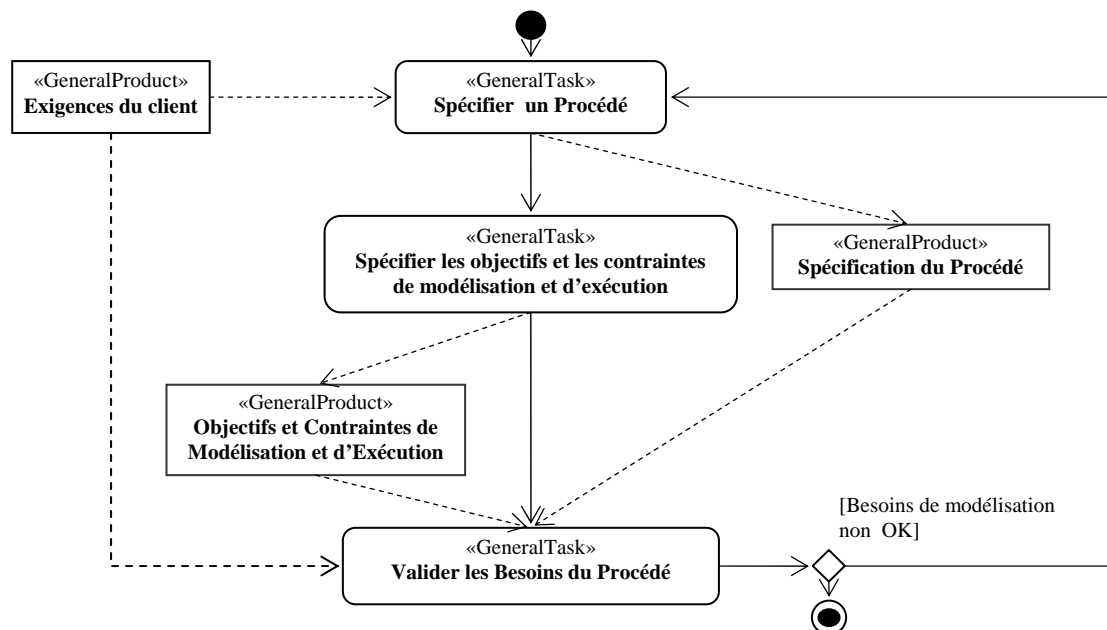 «GeneralTask»
Spécifier un Procédé
«GeneralProduct»
Exigences du client
«GeneralTask»
Spécifier les objectifs et les contraintes
de modélisation et d’exécution
«GeneralProduct»
Spécification du Procédé
«GeneralProduct»
Objectifs et Contraintes de
Modélisation et d’Exécution
[Besoins de modélisation
non OK]
«GeneralTask»
Valider les Besoins du Procédé